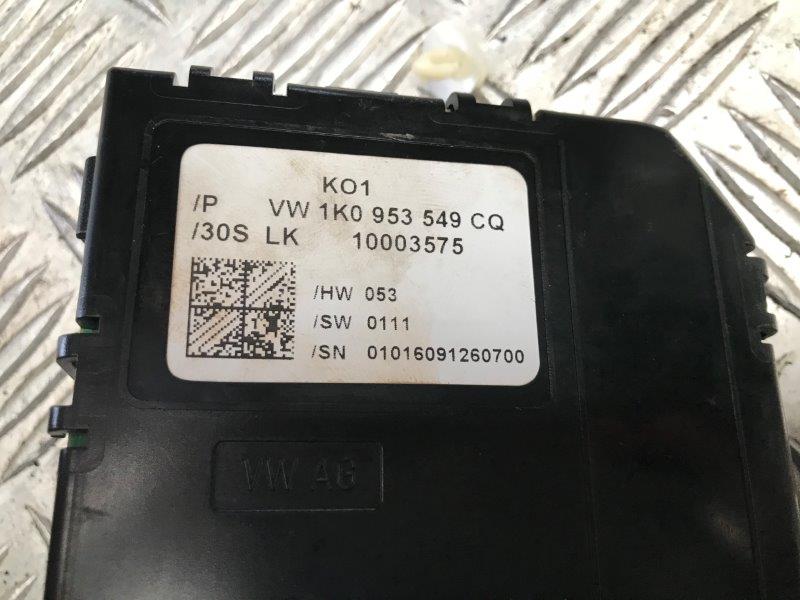 KO1
/P VW 1K0 953 549 CQ
/30S LK 10003575
/HW 053
/SW 0111
/SN 01016091260700
VW AG